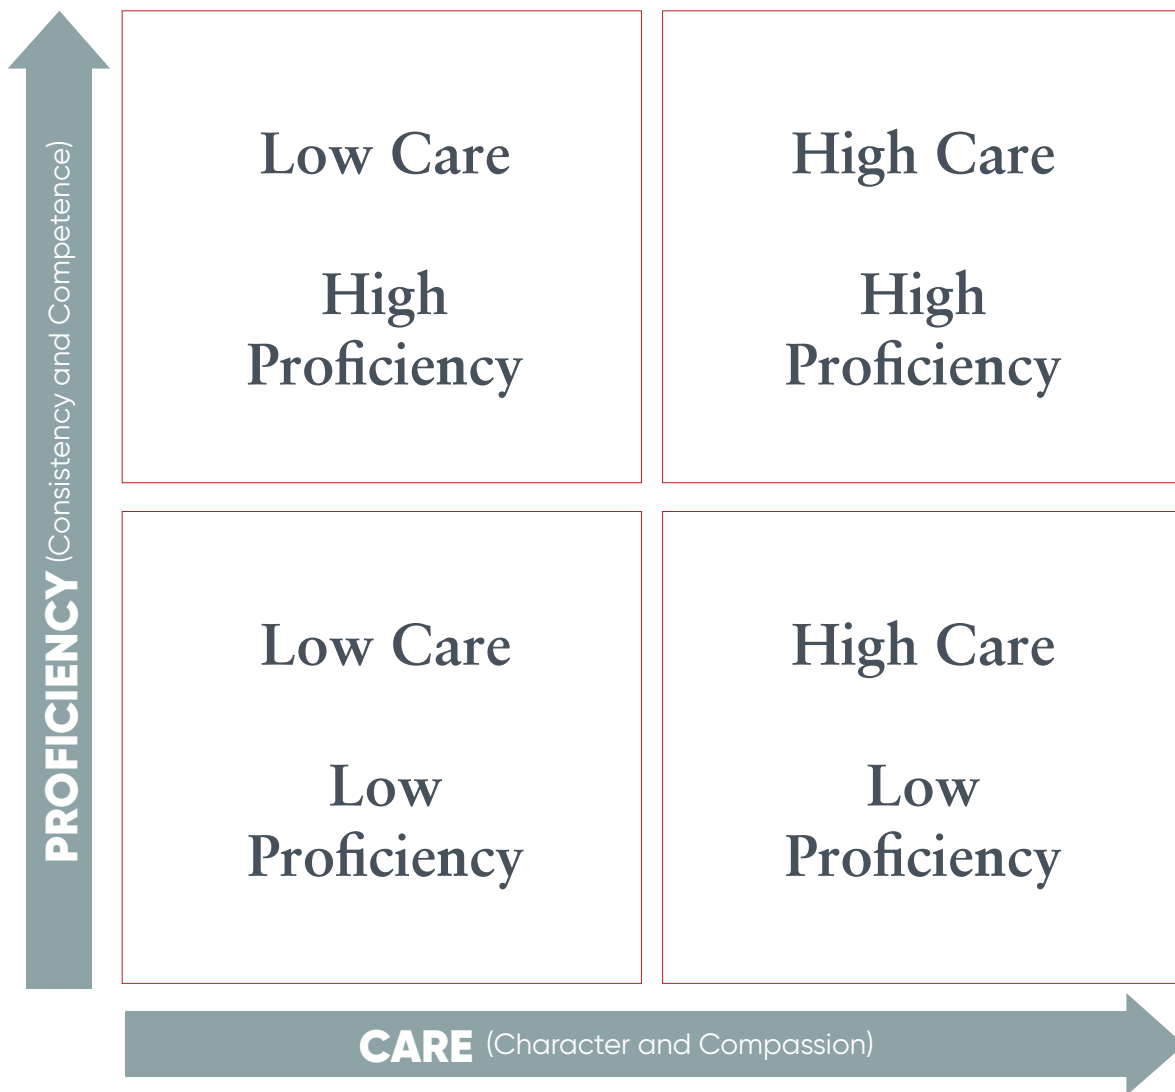 PROFICIENCY (Consistency and Competence)
Low Care
High
Proficiency
High Care
High
Proficiency
Low Care
Low
Proficiency
High Care
Low
Proficiency
CARE (Character and Compassion)